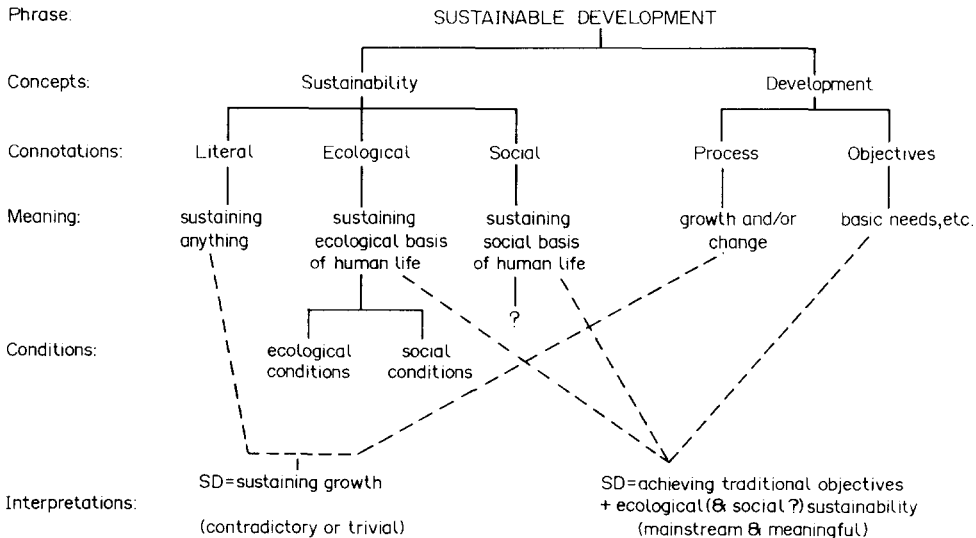 Phrase: SUSTAINABLE DEVELOPMENT
Concepts: Sustainability Development
Connotations: Literal Ecological Social Process Objectives
Meaning: sustaining sustaining sustaining growth and/or basic needs, etc.
anything ecological basis social basis change
of human life of human life
?
Conditions: ecological social
conditions conditions
SD=sustaining growth SD=achieving traditional objectives
Interpretations: + ecological (& social ?) sustainability
(contradictory or trivial) (mainstream & meaningful)